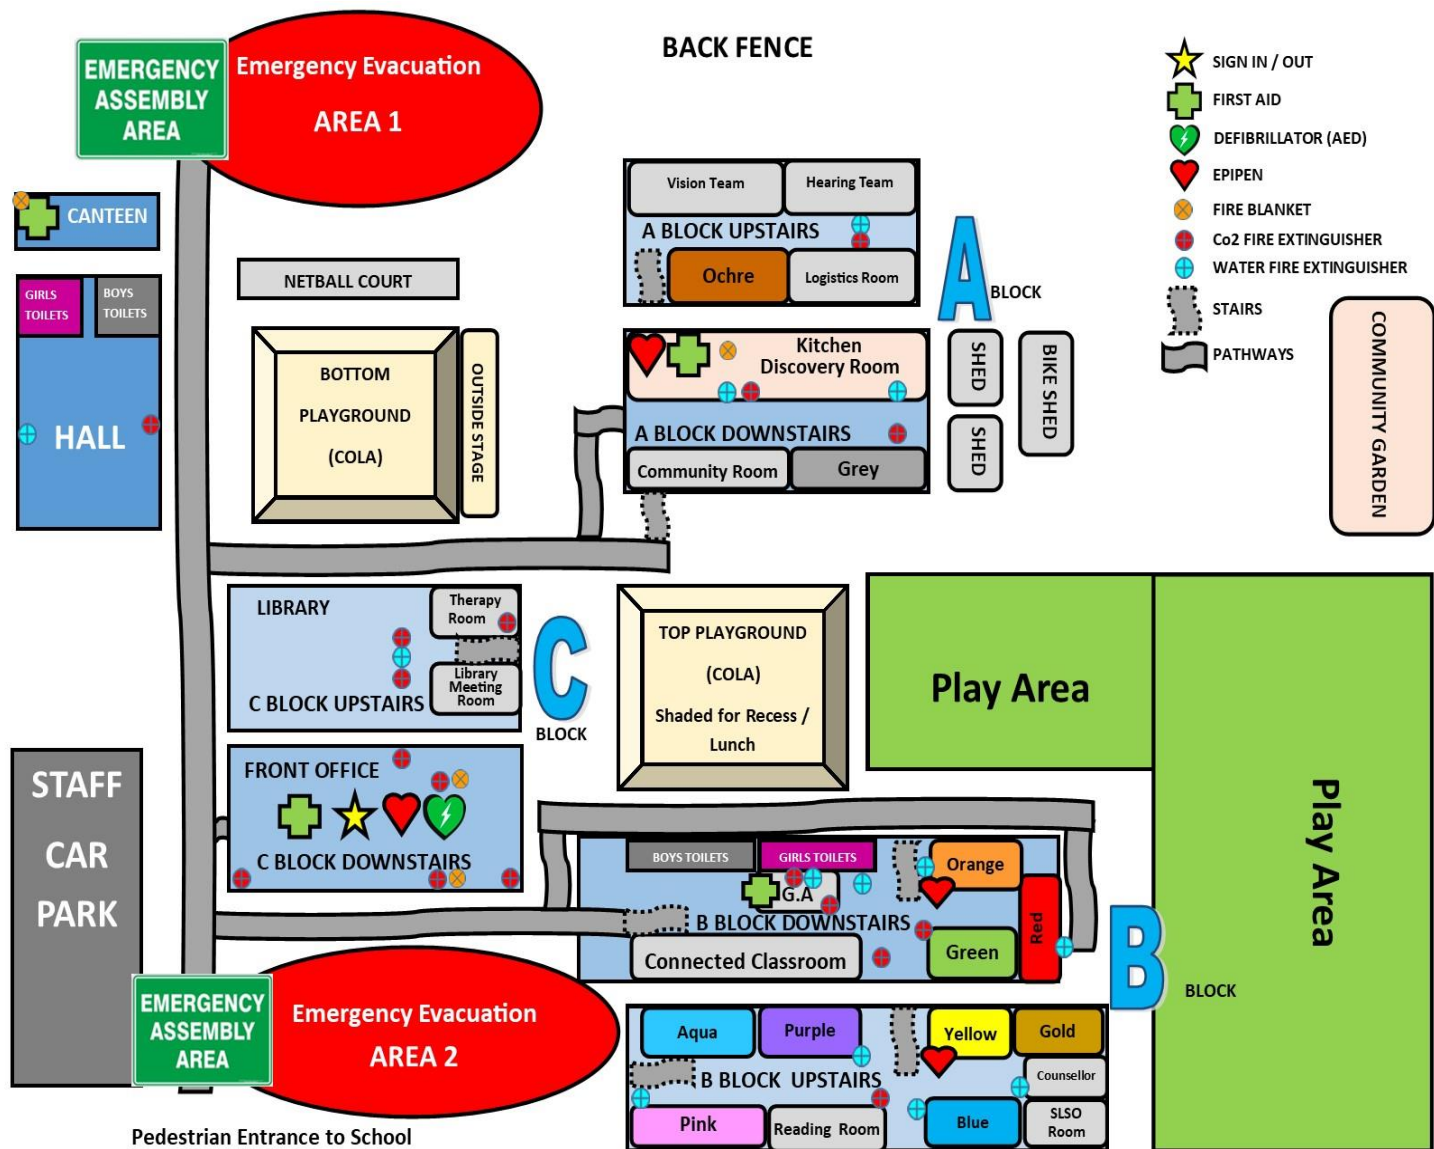 BACK FENCE
EMERGENCY
ASSEMBLY
AREA
Emergency Evacuation
AREA 1
SIGN IN / OUT
FIRST AID
DEFIBRILLATOR (AED)
EPIPEN
FIRE BLANKET
Co2 FIRE EXTINGUISHER
WATER FIRE EXTINGUISHER
STAIRS
PATHWAYS
CANTEEN
GIRLS
TOILETS
BOYS
TOILETS
HALL
NETBALL COURT
BOTTOM
PLAYGROUND
(COLA)
OUTSIDE STAGE
Vision Team
Hearing Team
A BLOCK UPSTAIRS
Ochre
Logistics Room
A
BLOCK
Kitchen
Discovery Room
A BLOCK DOWNSTAIRS
Community Room
Grey
SHED
SHED
BIKE SHED
COMMUNITY GARDEN
LIBRARY
Therapy
Room
Library
Meeting
Room
C BLOCK UPSTAIRS
C
BLOCK
TOP PLAYGROUND
(COLA)
Shaded for Recess /
Lunch
Play Area
Play Area
STAFF
CAR
PARK
FRONT OFFICE
C BLOCK DOWNSTAIRS
BOYS TOILETS
GIRLS TOILETS
G.A
Orange
Red
B BLOCK DOWNSTAIRS
Connected Classroom
Green
B
BLOCK
EMERGENCY
ASSEMBLY
AREA
Emergency Evacuation
AREA 2
Aqua
Purple
Yellow
Gold
Counsellor
B BLOCK UPSTAIRS
Pink
Reading Room
Blue
SLSO
Room
Pedestrian Entrance to School